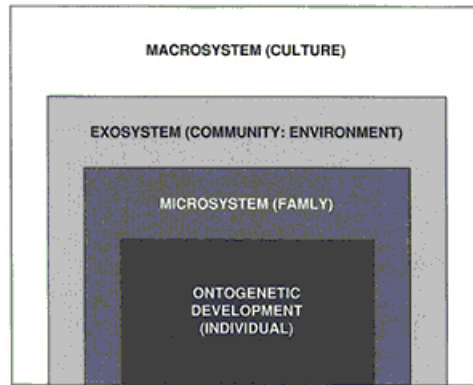 MACROSYSTEM (CULTURE)
EXOSYSTEM (COMMUNITY: ENVIRONMENT)
MICROSYSTEM (FAMLY)
ONTOGENETIC
DEVELOPMENT
(INDIVIDUAL)